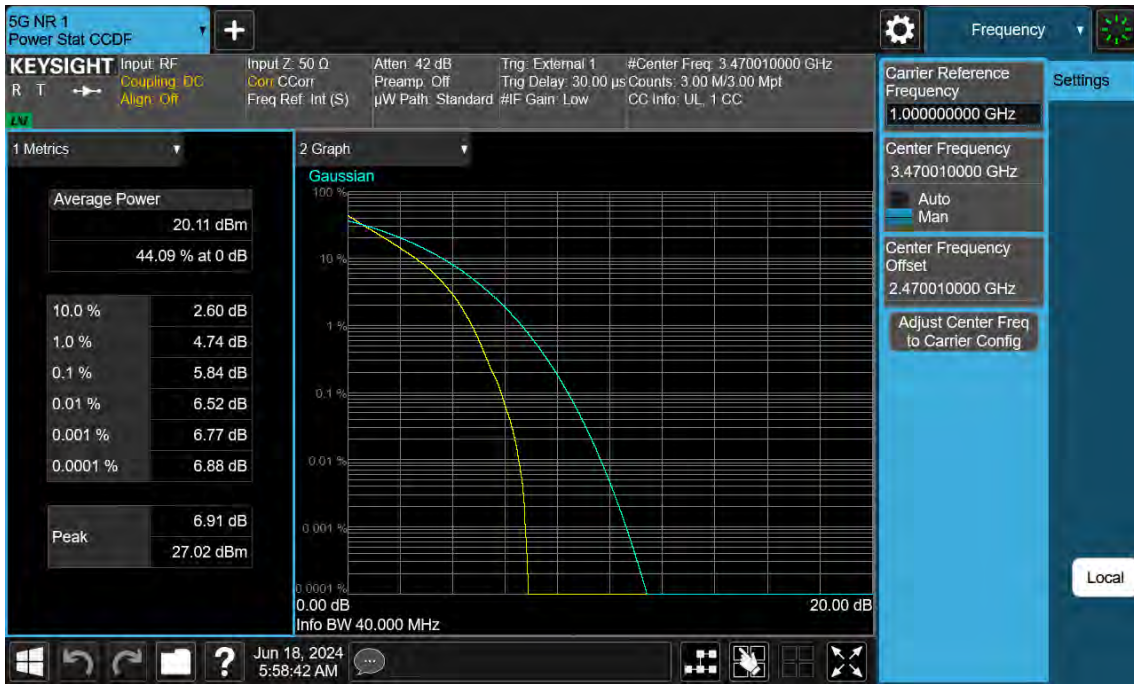 5G NR 1
Power Stat CCDF
Frequency
KEYSIGHT
R T
LXI
Input: RF
Coupling: DC
Align: Off
Input Z: 50 Ω
Corr CCorr
Freq Ref: Int (S)
Atten: 42 dB
Preamp: Off
µW Path: Standard
Trig: External 1
Trig Delay: 30.00 µs
#IF Gain: Low
#Center Freq: 3.470010000 GHz
Counts: 3.00 M/3.00 Mpt
CC Info: UL, 1 CC
1 Metrics
Average Power
20.11 dBm
44.09 % at 0 dB
10.0 % 2.60 dB
1.0 % 4.74 dB
0.1 % 5.84 dB
0.01 % 6.52 dB
0.001 % 6.77 dB
0.0001 % 6.88 dB
Peak
6.91 dB
27.02 dBm
2 Graph
Gaussian
100 %
10 %
1 %
0.1 %
0.01 %
0.001 %
0.0001 %
0.00 dB 20.00 dB
Info BW 40.000 MHz
Carrier Reference
Frequency
1.000000000 GHz
Center Frequency
3.470010000 GHz
Auto
Man
Center Frequency
Offset
2.470010000 GHz
Adjust Center Freq
to Carrier Config
Settings
Local
?
Jun 18, 2024
5:58:42 AM